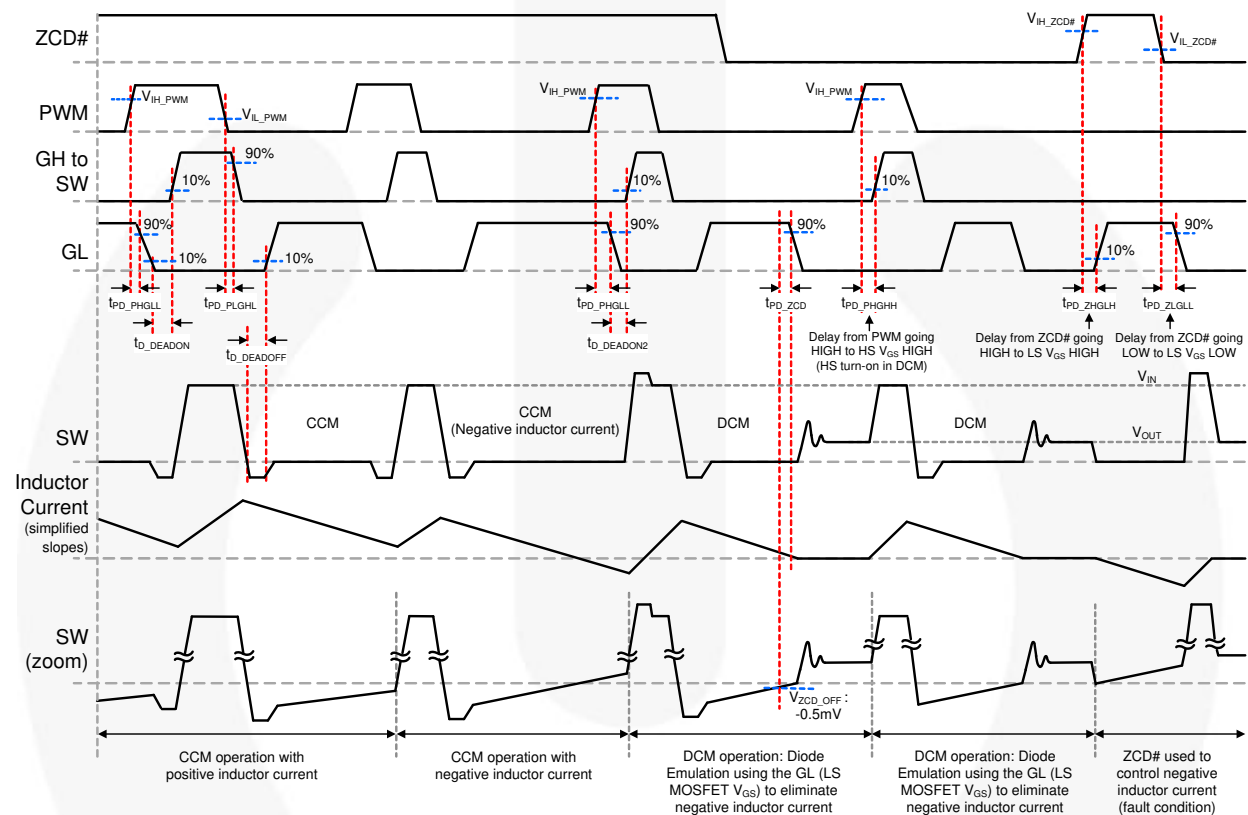 ZCD#
V_IH_ZCD#
V_IL_ZCD#
PWM
V_IH_PWM
V_IL_PWM
V_IH_PWM
V_IH_PWM
GH to
SW
90%
10%
10%
10%
GL
90%
10%
10%
90%
90%
10%
90%
t_PD_PHGLL
t_PD_PLGHL
t_PD_PHGLL
t_PD_ZCD
t_PD_PHGHH
t_PD_ZHGLH
t_PD_ZLGLL
t_D_DEADON
t_D_DEADOFF
t_D_DEADON2
Delay from PWM going
HIGH to HS V_GS HIGH
(HS turn-on in DCM)
Delay from ZCD# going
HIGH to LS V_GS HIGH
Delay from ZCD# going
LOW to LS V_GS LOW
V_IN
SW
CCM
CCM
(Negative inductor current)
DCM
DCM
V_OUT
Inductor
Current
(simplified
slopes)
SW
(zoom)
V_ZCD_OFF :
-0.5mV
CCM operation with
positive inductor current
CCM operation with
negative inductor current
DCM operation: Diode
Emulation using the GL (LS
MOSFET V_GS) to eliminate
negative inductor current
DCM operation: Diode
Emulation using the GL (LS
MOSFET V_GS) to eliminate
negative inductor current
ZCD# used to
control negative
inductor current
(fault condition)